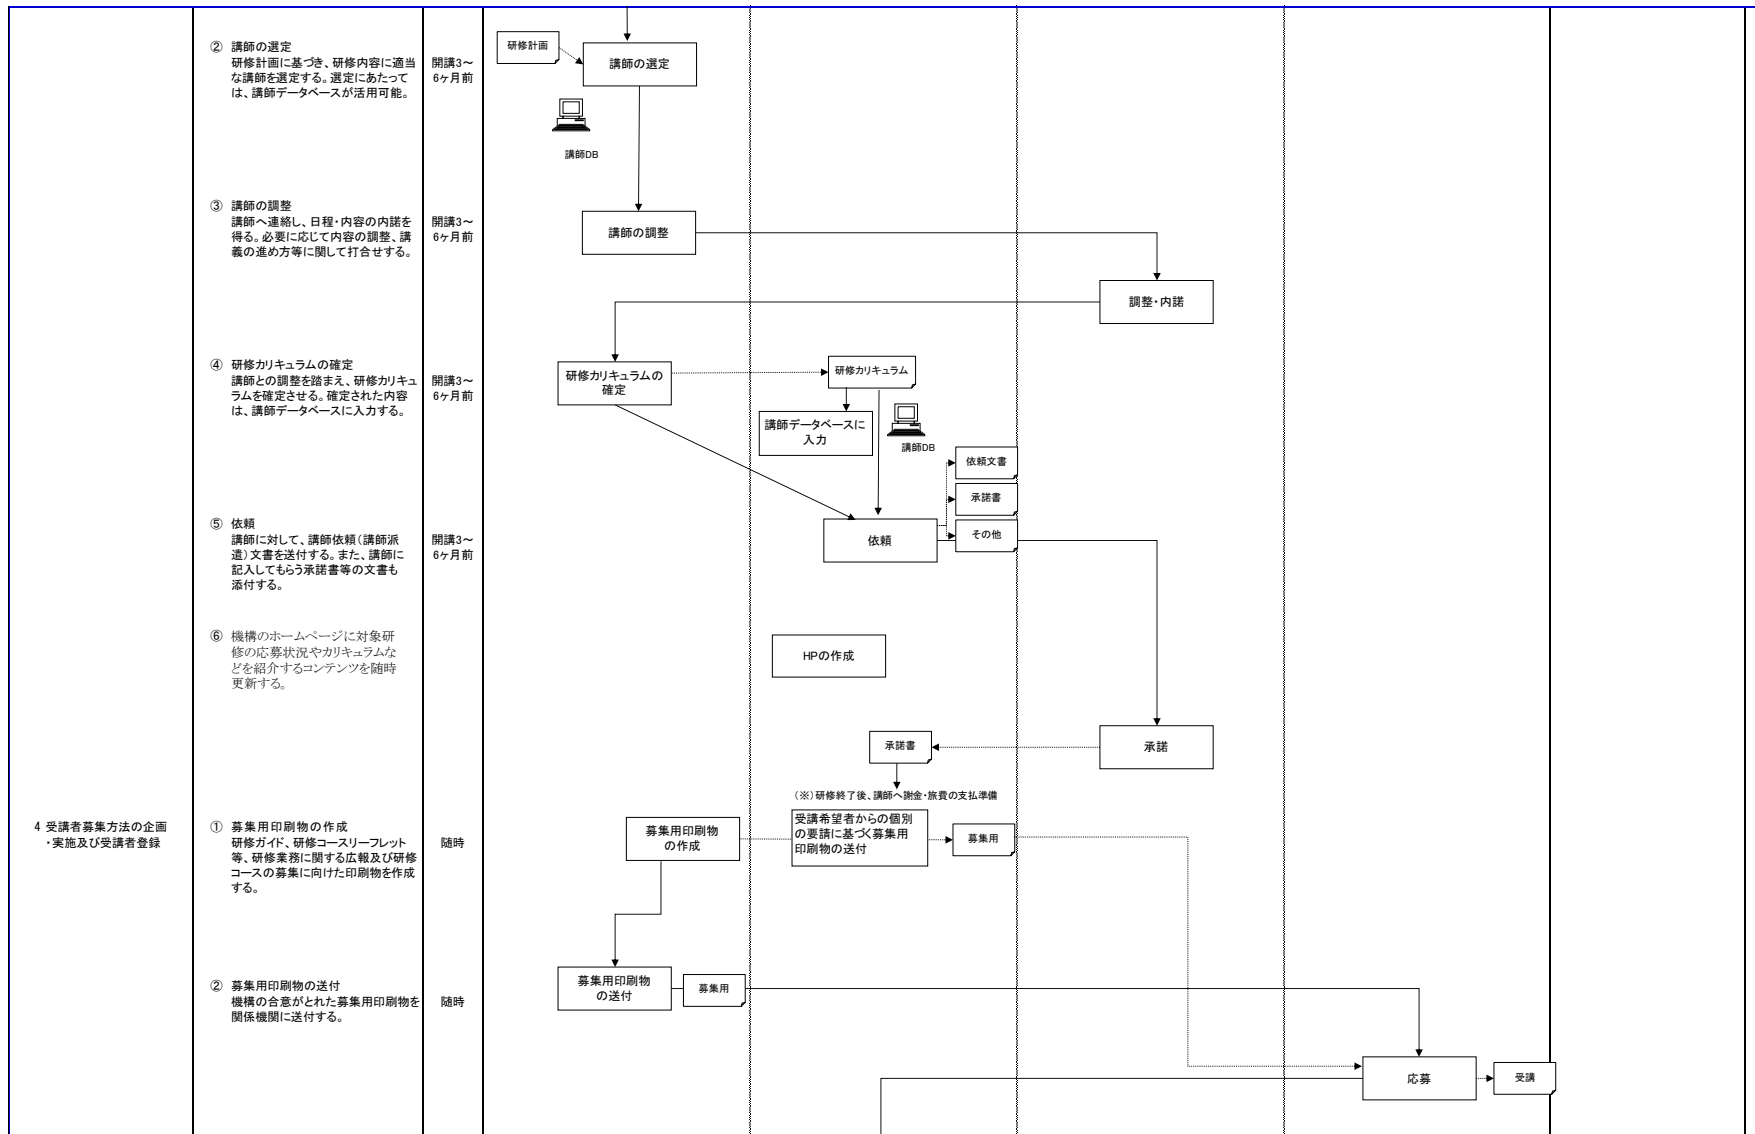 ② 講師の選定
研修計画に基づき、研修内容に適当
な講師を選定する。選定にあたって
は、講師データベースが活用可能。
開講3～
6ヶ月前
研修計画
講師の選定
講師DB
③ 講師の調整
講師へ連絡し、日程・内容の内諾を
得る。必要に応じて内容の調整、講
義の進め方等に関して打合せする。
開講3～
6ヶ月前
講師の調整
調整・内諾
④ 研修カリキュラムの確定
講師との調整を踏まえ、研修カリキュ
ラムを確定させる。確定された内容
は、講師データベースに入力する。
開講3～
6ヶ月前
研修カリキュラムの
確定
研修カリキュラム
講師データベースに
入力
講師DB
依頼文書
承諾書
その他
⑤ 依頼
講師に対して、講師依頼（講師派
遣）文書を送付する。また、講師に
記入してもらう承諾書等の文書も
添付する。
開講3～
6ヶ月前
依頼
⑥ 機構のホームページに対象研
修の応募状況やカリキュラムな
どを紹介するコンテンツを随時
更新する。
HPの作成
承諾書
承諾
（※）研修終了後、講師へ謝金・旅費の支払準備
4 受講者募集方法の企画
・実施及び受講者登録
① 募集用印刷物の作成
研修ガイド、研修コースリーフレット
等、研修業務に関する広報及び研修
コースの募集に向けた印刷物を作成
する。
随時
募集用印刷物
の作成
受講希望者からの個別
の要請に基づく募集用
印刷物の送付
募集用
② 募集用印刷物の送付
機構の合意がとれた募集用印刷物を
関係機関に送付する。
随時
募集用印刷物
の送付
募集用
応募
受講